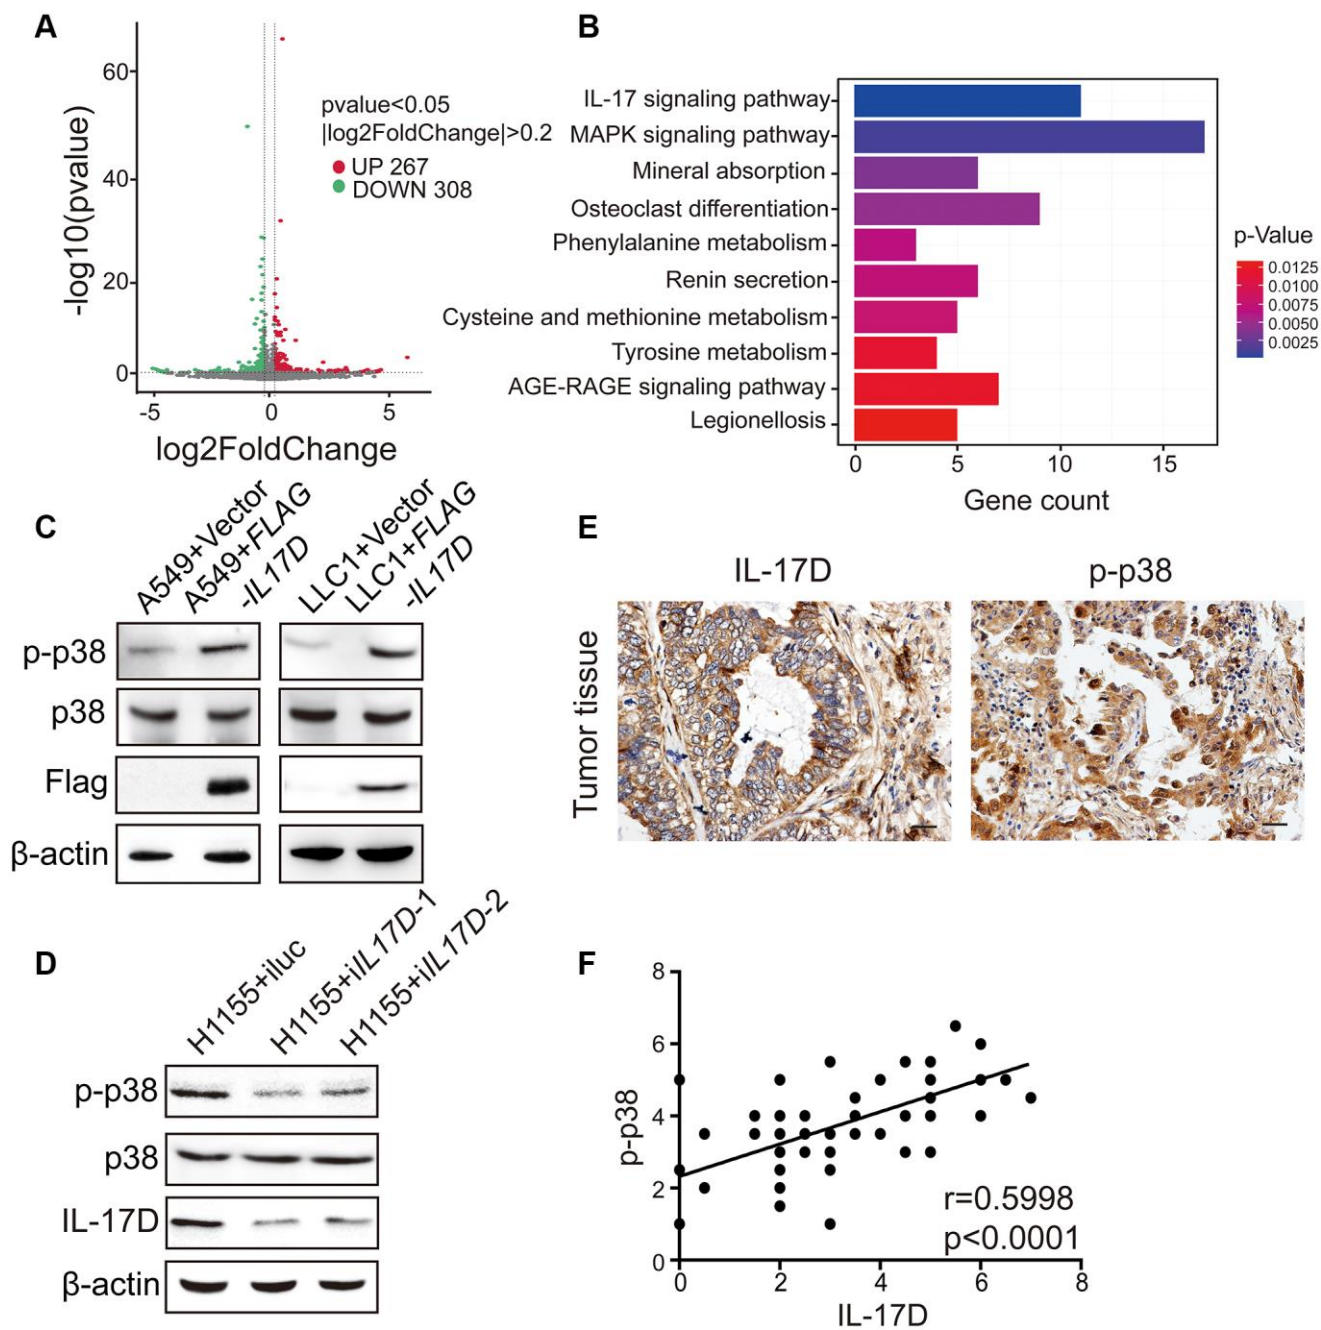 A
60
40
20
0
-log10(pvalue)
-5
0
5
log2FoldChange
pvalue<0.05
|log2FoldChange|>0.2
UP 267
DOWN 308
B
IL-17 signaling pathway
MAPK signaling pathway
Mineral absorption
Osteoclast differentiation
Phenylalanine metabolism
Renin secretion
Cysteine and methionine metabolism
Tyrosine metabolism
AGE-RAGE signaling pathway
Legionellosis
0
5
10
15
Gene count
p-Value
0.0125
0.0100
0.0075
0.0050
0.0025
C
A549+Vector
A549+FLAG
-IL17D
LLC1+Vector
LLC1+FLAG
-IL17D
p-p38
p38
Flag
β-actin
E
IL-17D
p-p38
Tumor tissue
D
H1155+iluc
H1155+iIL17D-1
H1155+iIL17D-2
p-p38
p38
IL-17D
β-actin
F
8
6
4
2
0
p-p38
r=0.5998
p<0.0001
0
2
4
6
8
IL-17D